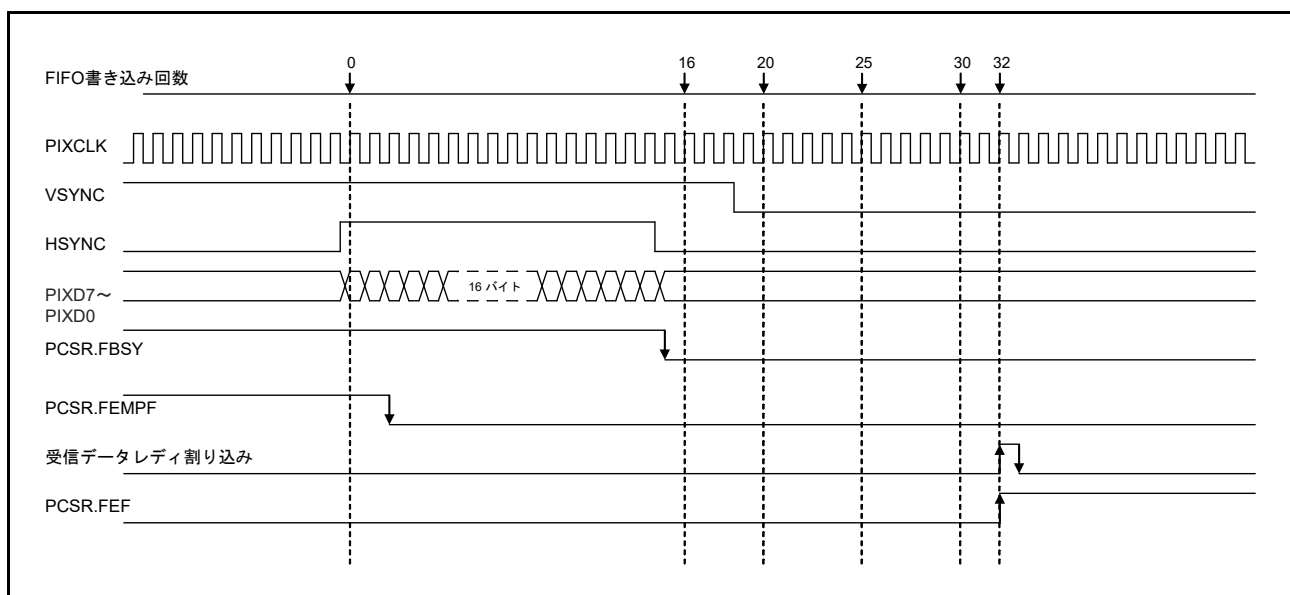 0 16 20 25 30 32
FIFO書き込み回数
PIXCLK
VSYNC
HSYNC
PIXD7～
PIXD0
16 バイト
PCSR.FBSY
PCSR.FEMPF
受信データレディ割り込み
PCSR.FEF